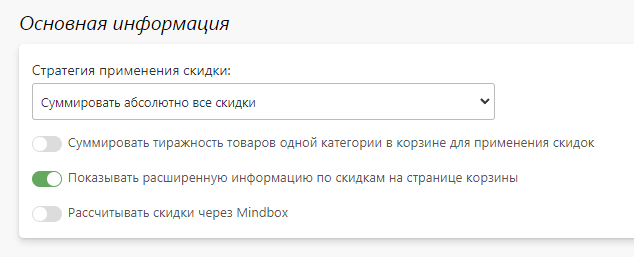 Основная информация
Стратегия применения скидки:
Суммировать абсолютно все скидки
Суммировать тиражность товаров одной категории в корзине для применения скидок
Показывать расширенную информацию по скидкам на странице корзины
Рассчитывать скидки через Mindbox